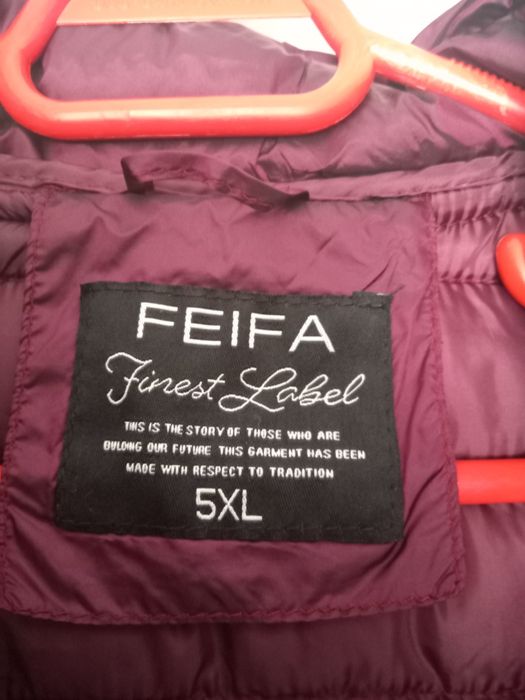 FEIFA
Finest Label
THIS IS THE STORY OF THOSE WHO ARE
BULDING OUR FUTURE THIS GARMENT HAS BEEN
MADE WITH RESPECT TO TRADITION
5XL